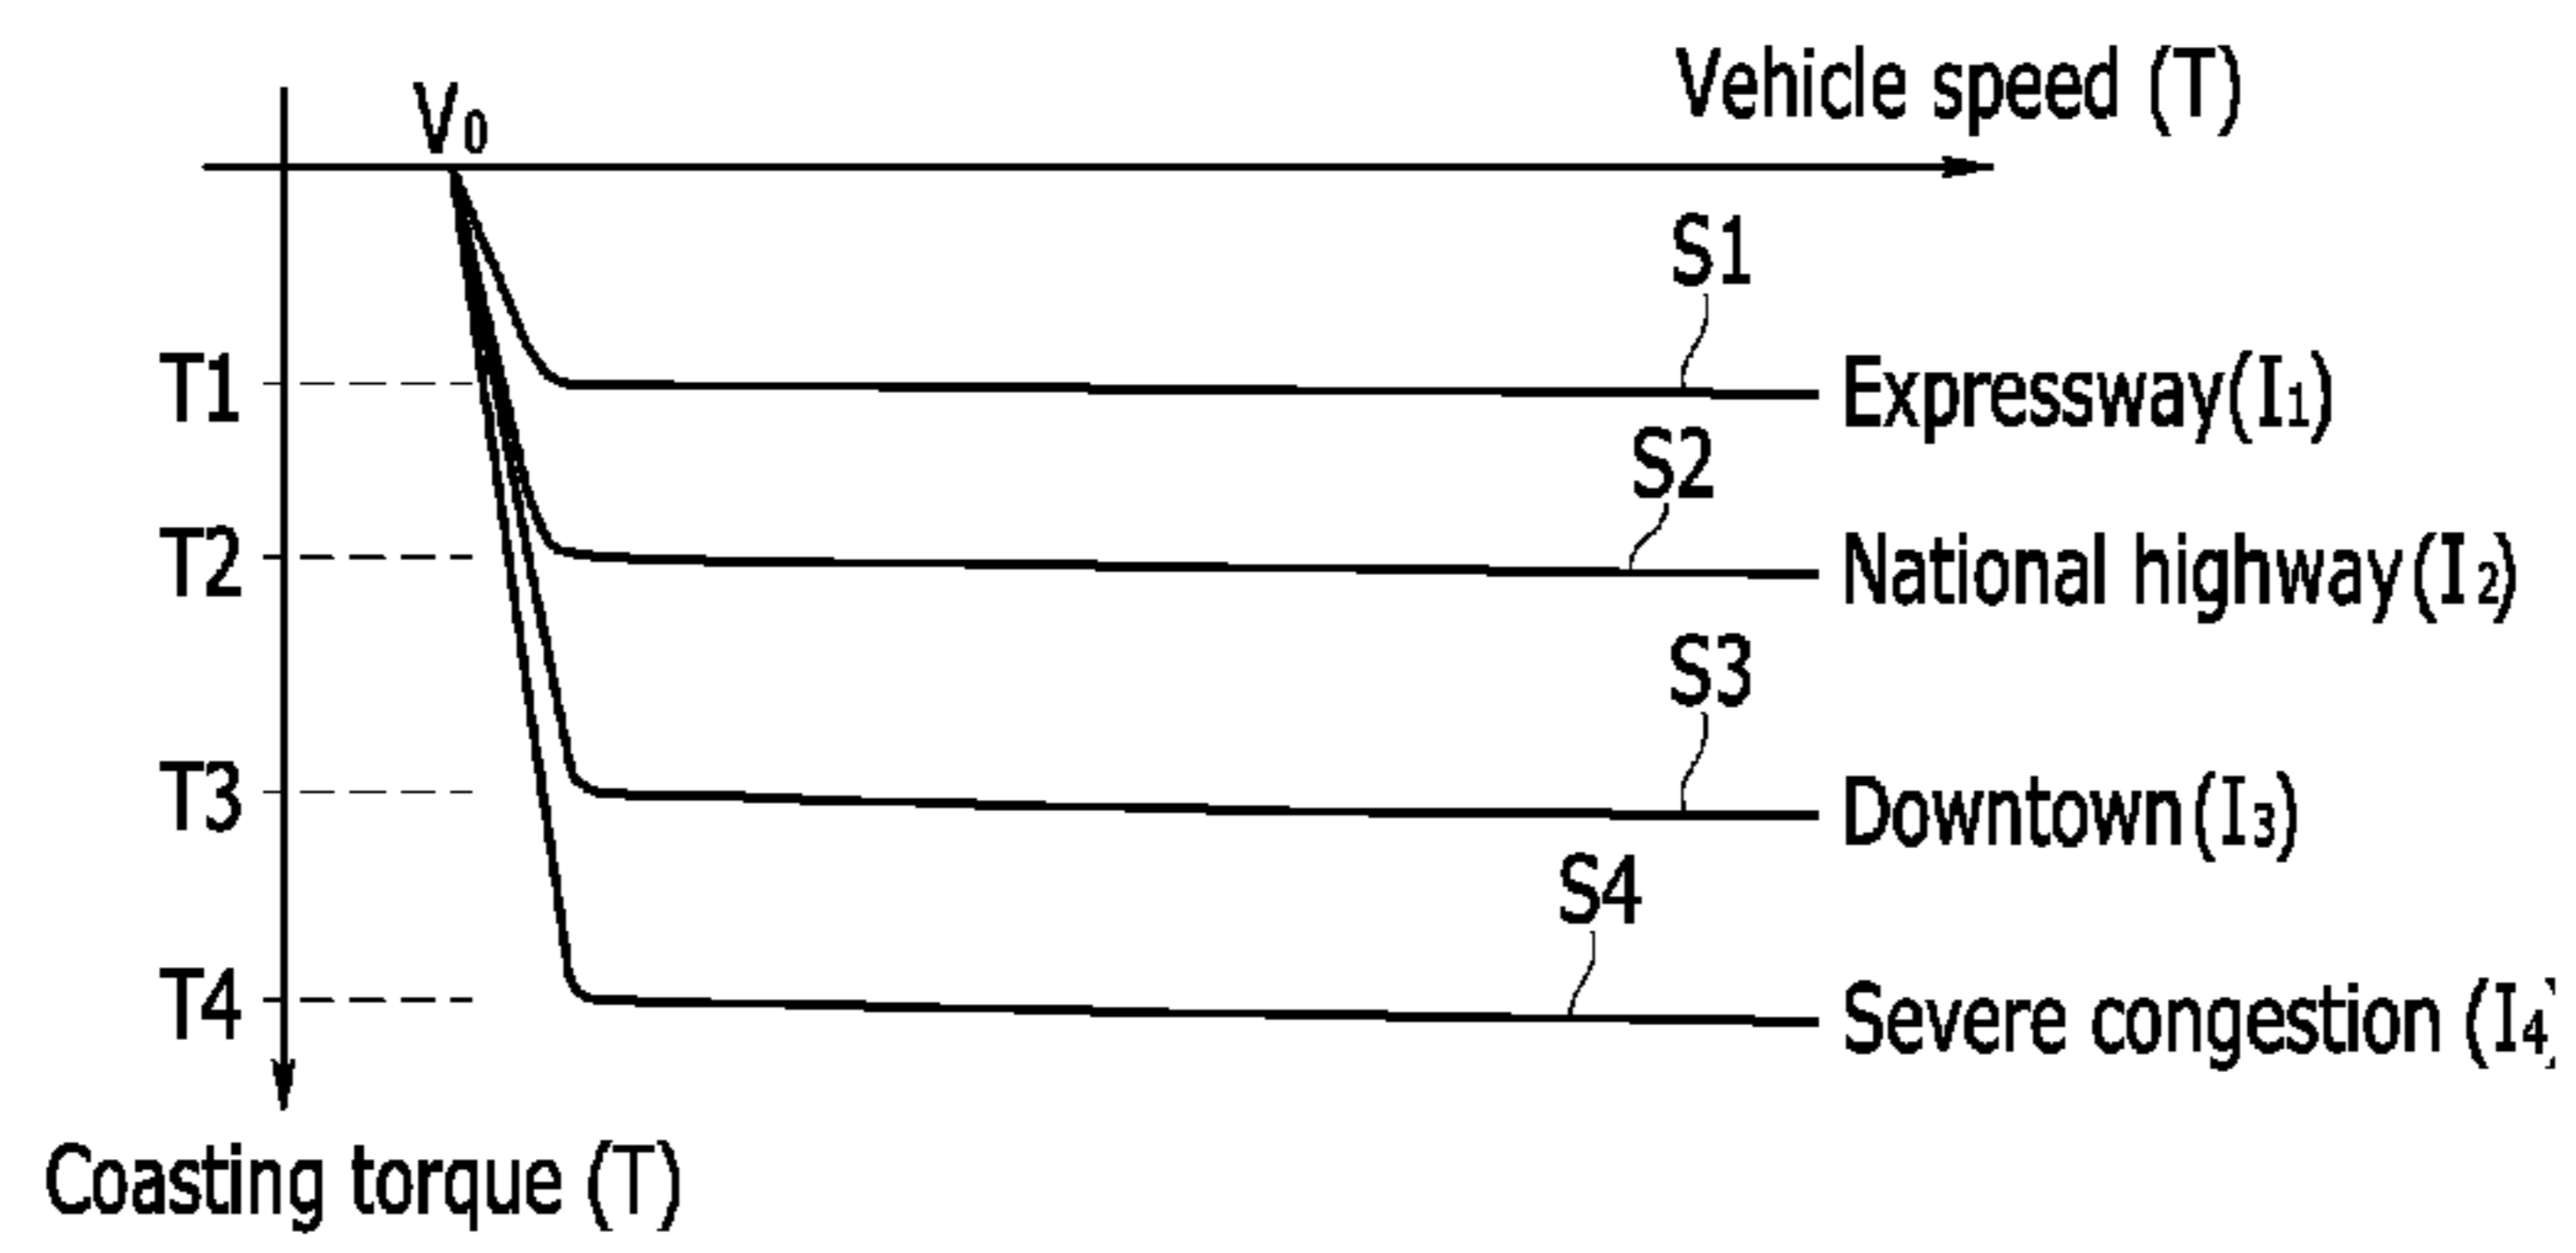 Vehicle speed (T)
V0
S1
T1
Expressway(I1)
S2
T2
National highway(I2)
S3
T3
Downtown(I3)
S4
T4
Severe congestion (I4)
Coasting torque (T)